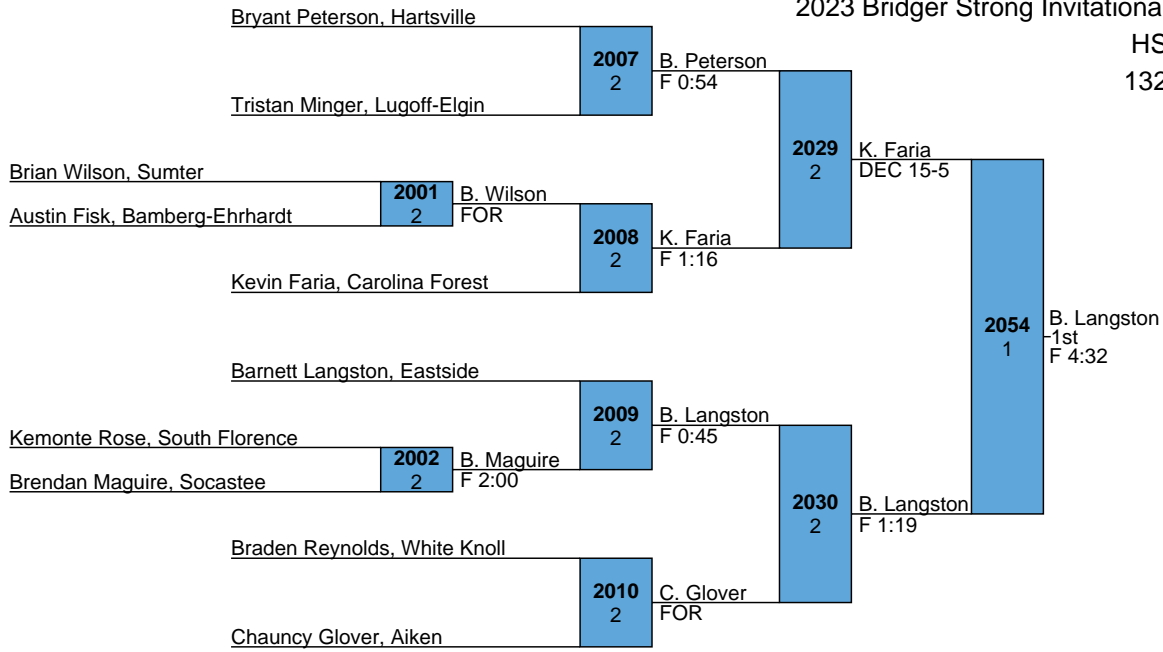 2023 Bridger Strong Invitational
HS
132
Bryant Peterson, Hartsville
2007
2
B. Peterson
F 0:54
Tristan Minger, Lugoff-Elgin
2029
2
K. Faria
DEC 15-5
Brian Wilson, Sumter
2001
2
B. Wilson
FOR
Austin Fisk, Bamberg-Ehrhardt
2008
2
K. Faria
F 1:16
Kevin Faria, Carolina Forest
2054
1
B. Langston
1st
F 4:32
Barnett Langston, Eastside
2009
2
B. Langston
F 0:45
Kemonte Rose, South Florence
2002
2
B. Maguire
F 2:00
Brendan Maguire, Socastee
2030
2
B. Langston
F 1:19
Braden Reynolds, White Knoll
2010
2
C. Glover
FOR
Chauncy Glover, Aiken